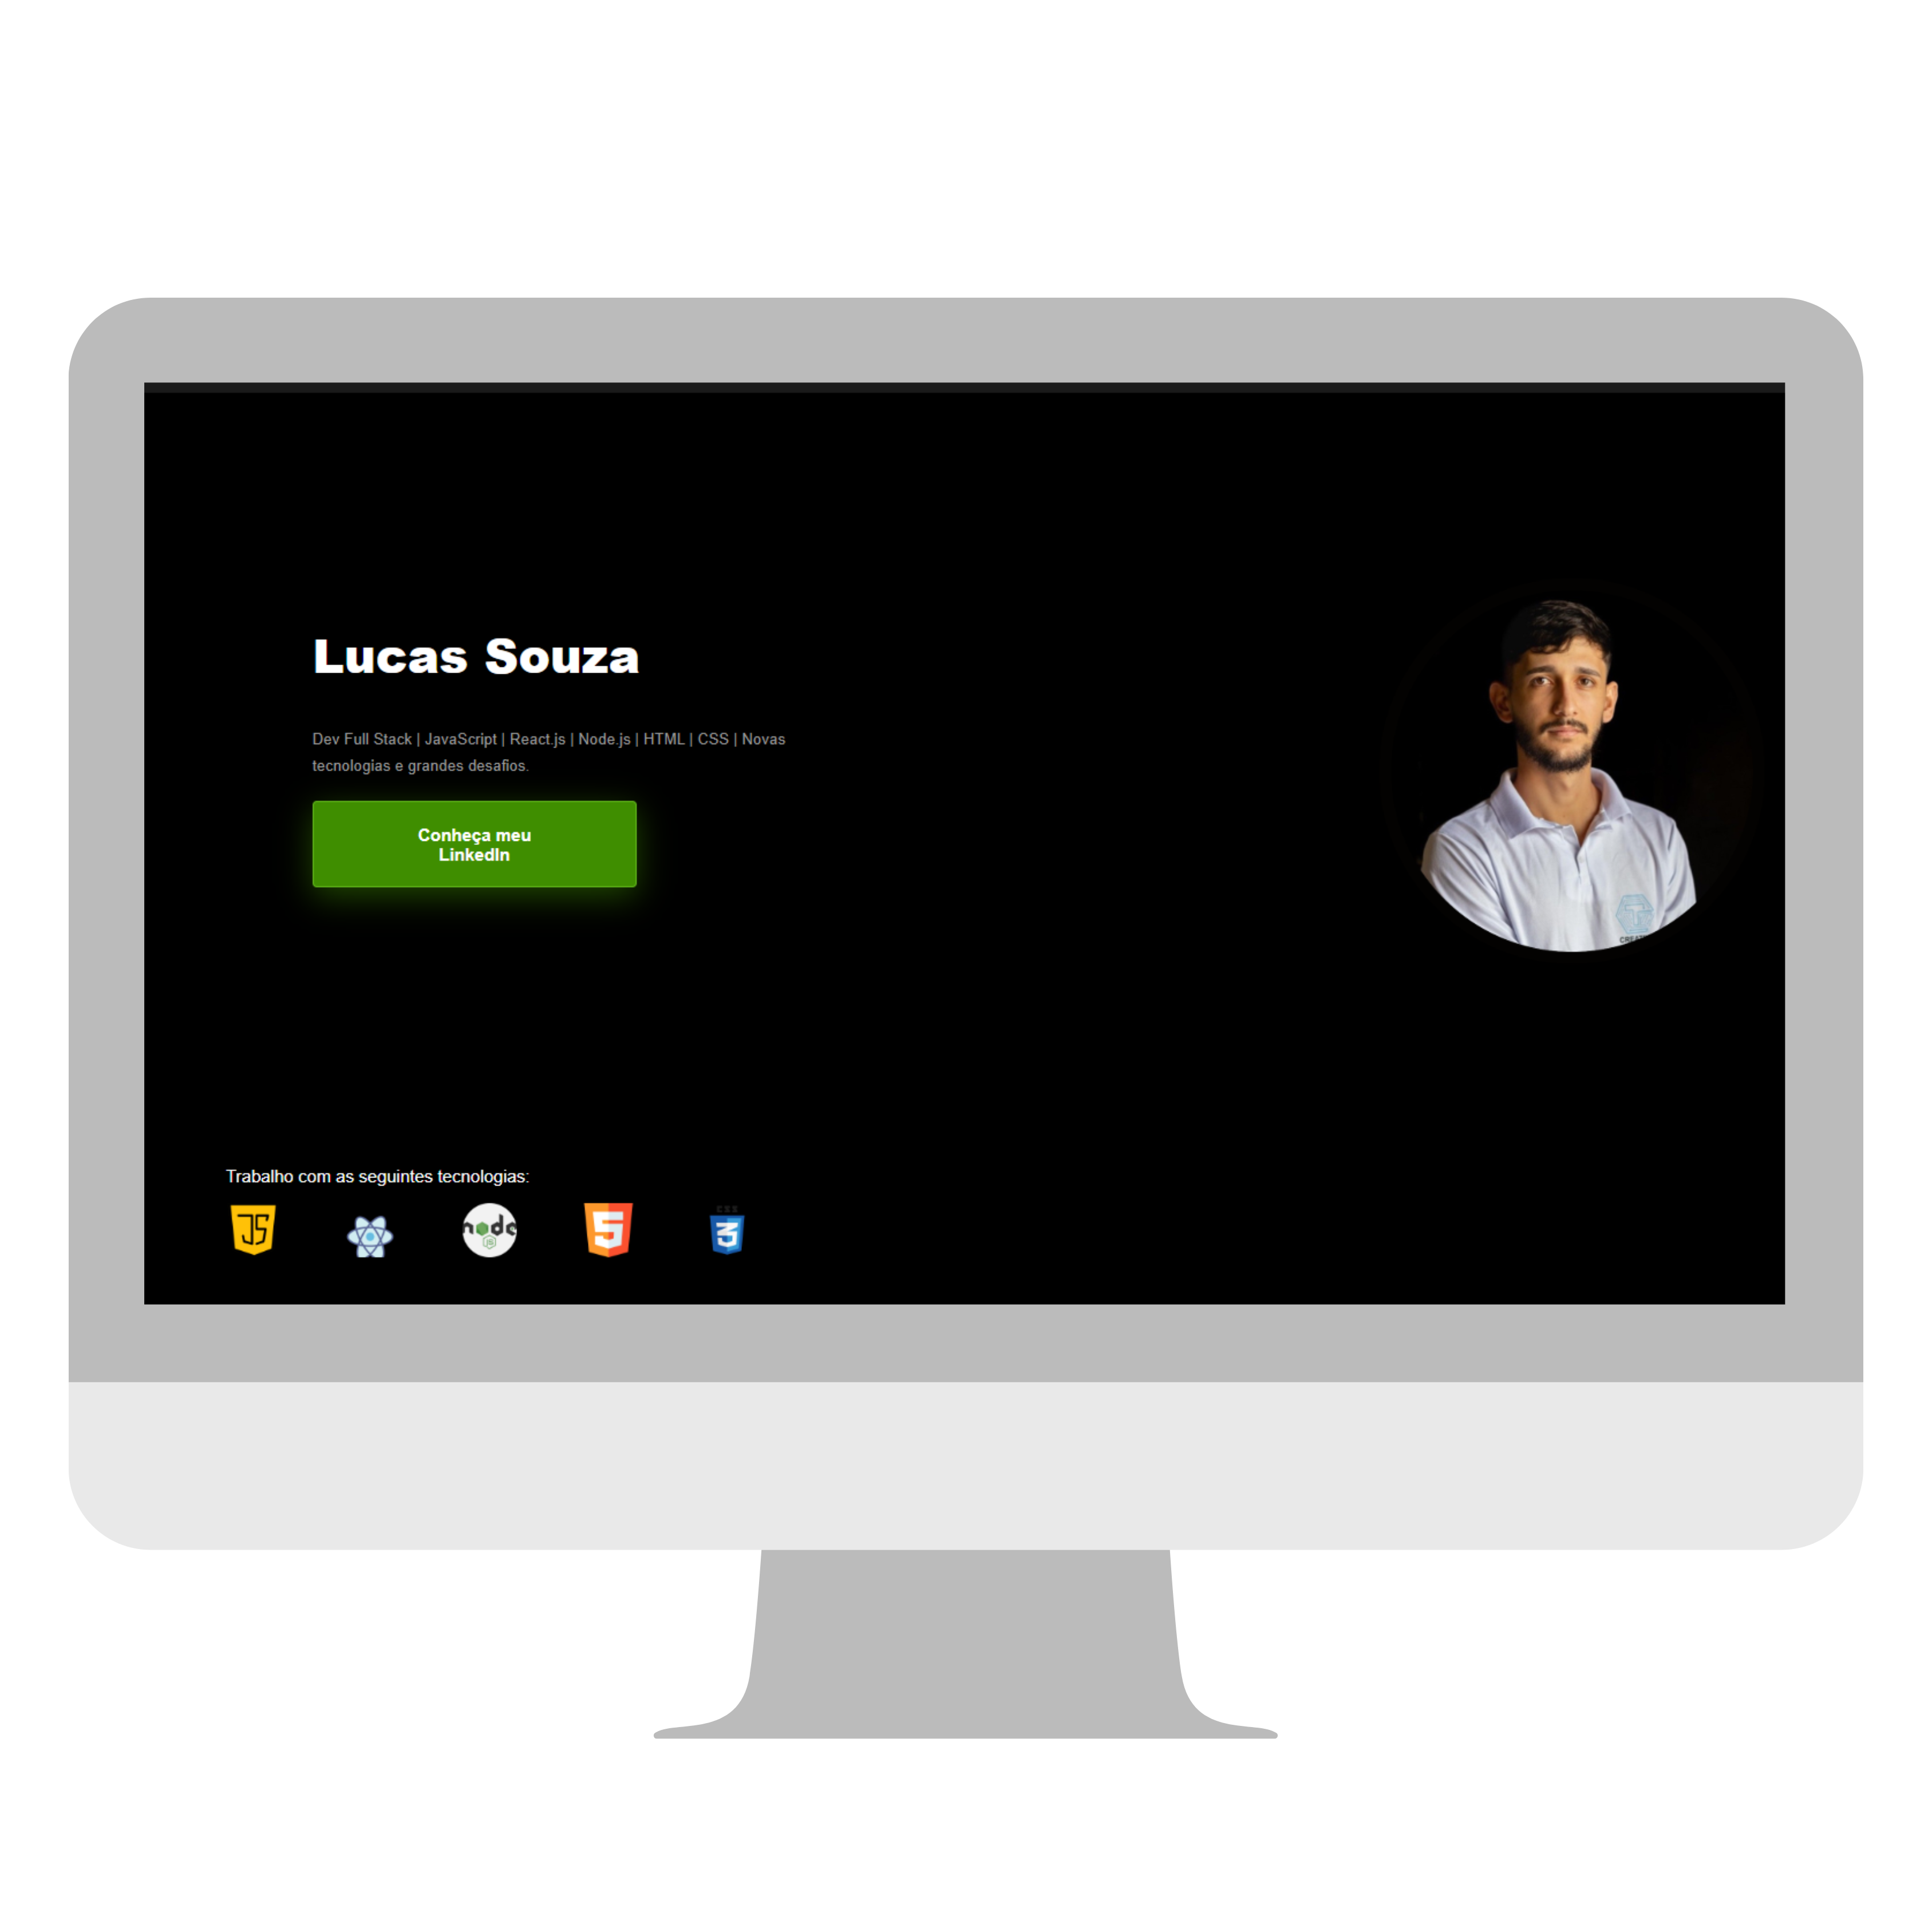 Lucas Souza
Dev Full Stack | JavaScript | React.js | Node.js | HTML | CSS | Novas
tecnologias e grandes desafios.
Conheça meu
LinkedIn
Trabalho com as seguintes tecnologias:
JS
node
JS
5
CSS
3